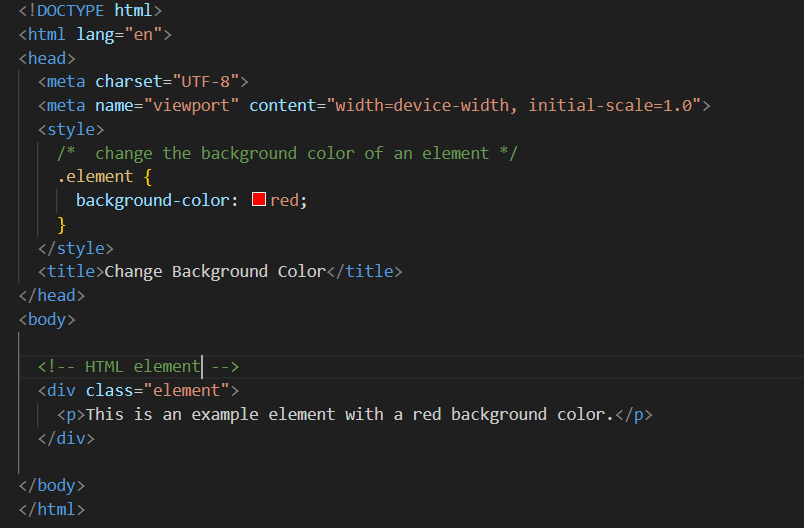 <!DOCTYPE html>
<html lang="en">
<head>
  <meta charset="UTF-8">
  <meta name="viewport" content="width=device-width, initial-scale=1.0">
  <style>
    /*  change the background color of an element */
    .element {
      background-color: red;
    }
  </style>
  <title>Change Background Color</title>
</head>
<body>

  <!-- HTML element -->
  <div class="element">
    <p>This is an example element with a red background color.</p>
  </div>

</body>
</html>